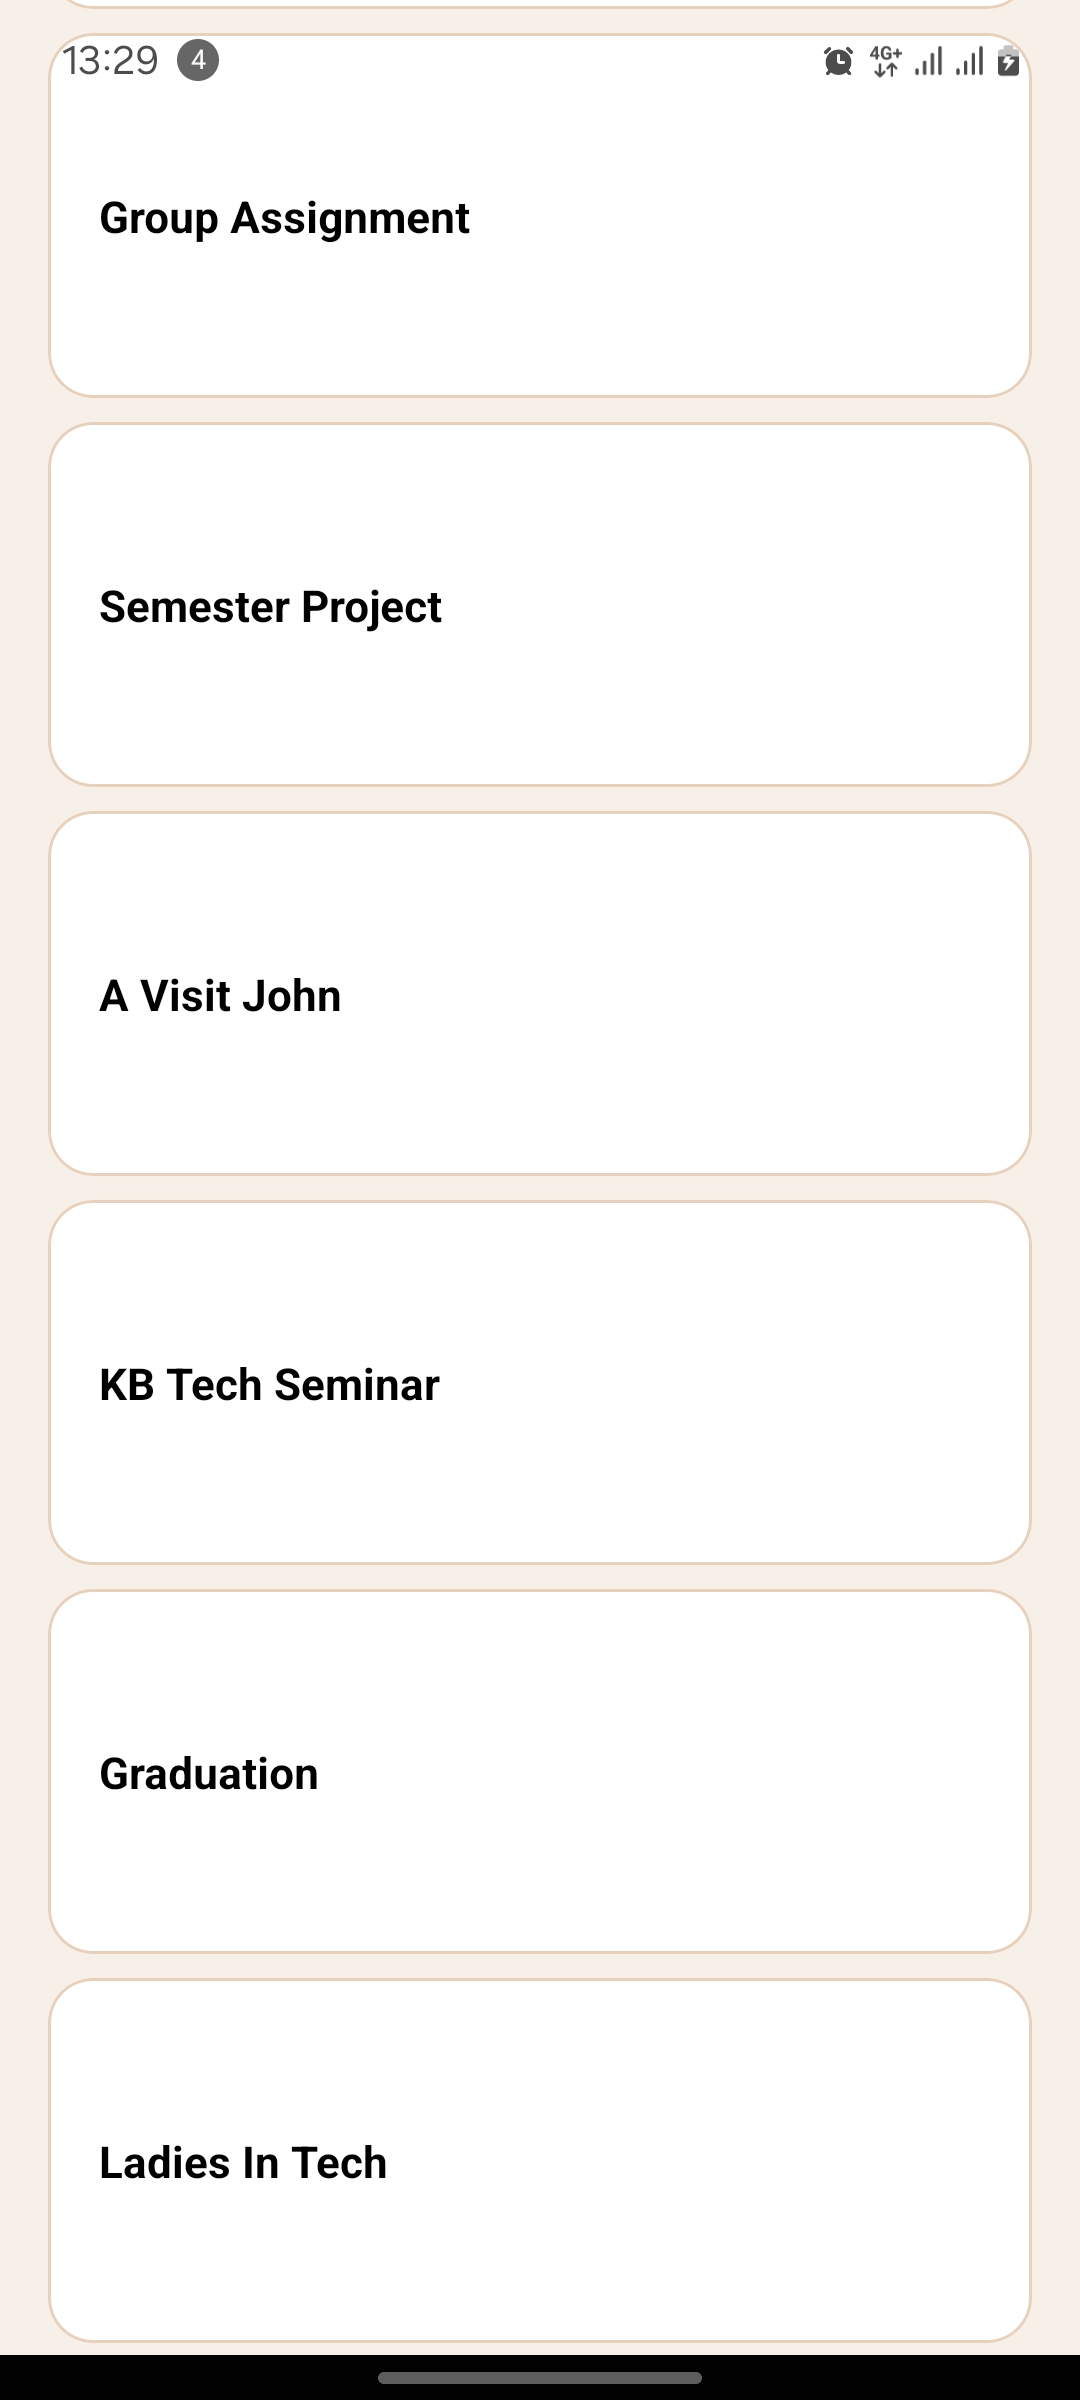 13:29 4 4G+
Group Assignment
Semester Project
A Visit John
KB Tech Seminar
Graduation
Ladies In Tech